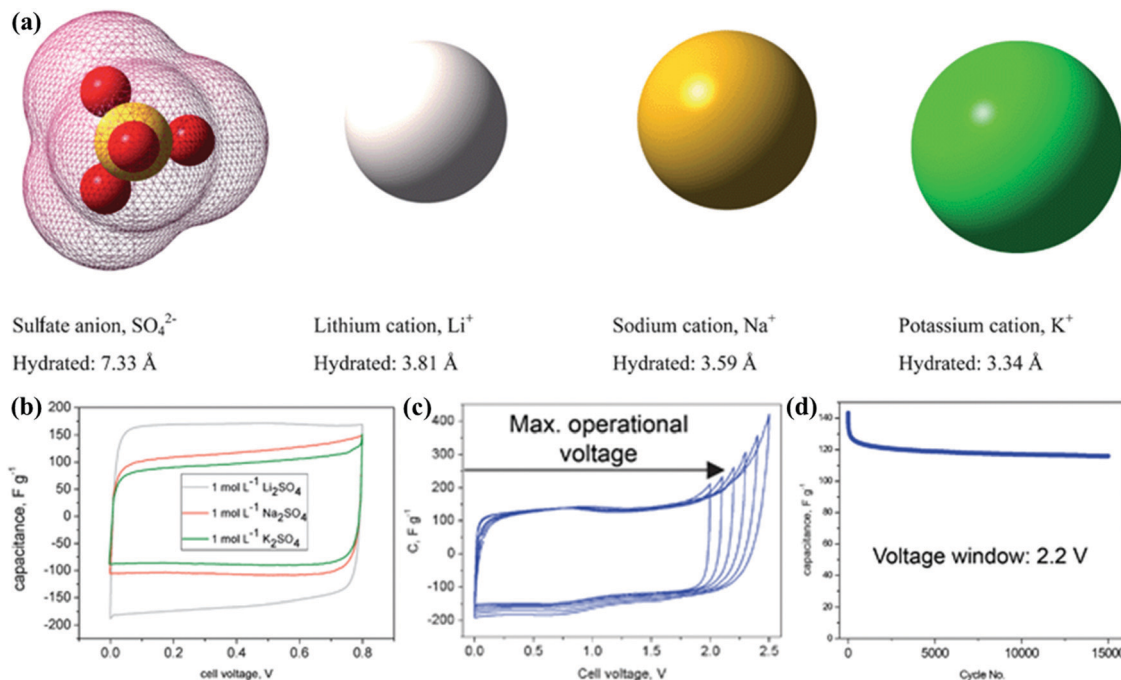 (a)
Sulfate anion, SO₄²⁻
Hydrated: 7.33 Å
Lithium cation, Li⁺
Hydrated: 3.81 Å
Sodium cation, Na⁺
Hydrated: 3.59 Å
Potassium cation, K⁺
Hydrated: 3.34 Å
(b)
capacitance, F g⁻¹
200
150
100
50
0
-50
-100
-150
-200
1 mol L⁻¹ Li₂SO₄
1 mol L⁻¹ Na₂SO₄
1 mol L⁻¹ K₂SO₄
0.0 0.2 0.4 0.6 0.8
cell voltage, V
(c)
C, F g⁻¹
400
300
200
100
0
-100
-200
Max. operational
voltage
0.0 0.5 1.0 1.5 2.0 2.5
Cell voltage, V
(d)
capacitance, F g⁻¹
140
120
100
80
60
40
20
0
Voltage window: 2.2 V
0 5000 10000 15000
Cycle No.